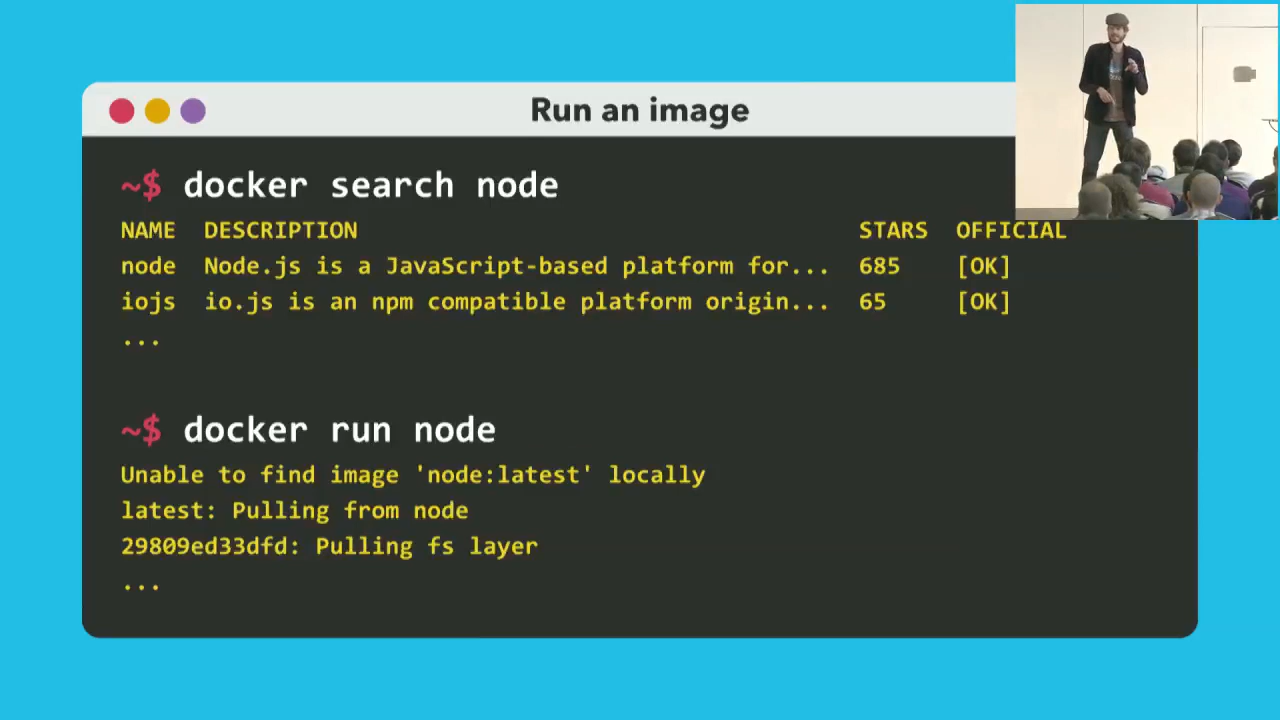 Run an image
~$ docker search node
NAME DESCRIPTION STARS OFFICIAL
node Node.js is a JavaScript-based platform for... 685 [OK]
iojs io.js is an npm compatible platform origin... 65 [OK]
...
~$ docker run node
Unable to find image 'node:latest' locally
latest: Pulling from node
29809ed33dfd: Pulling fs layer
...